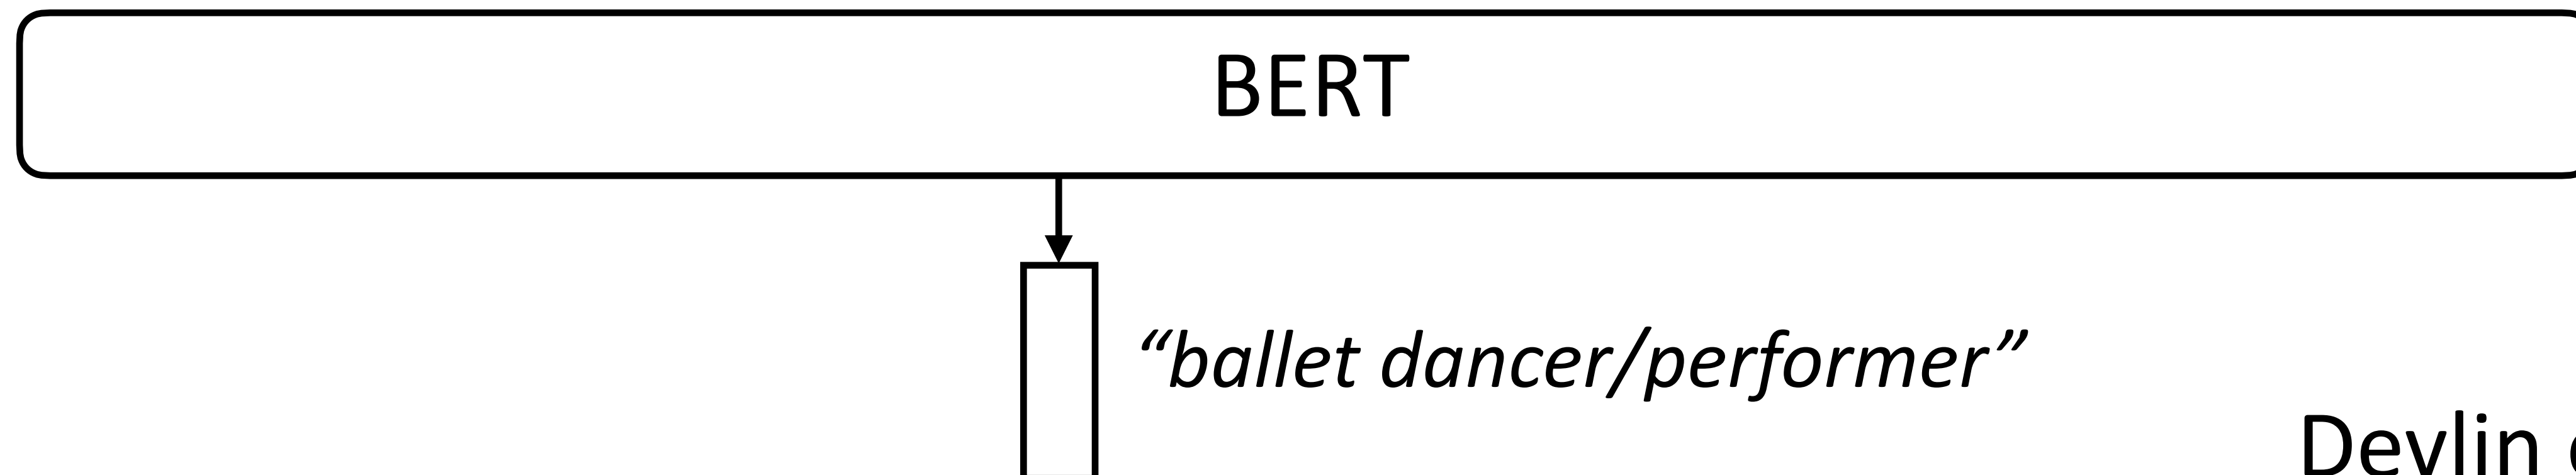 BERT
“ballet dancer/performer”
Devlin